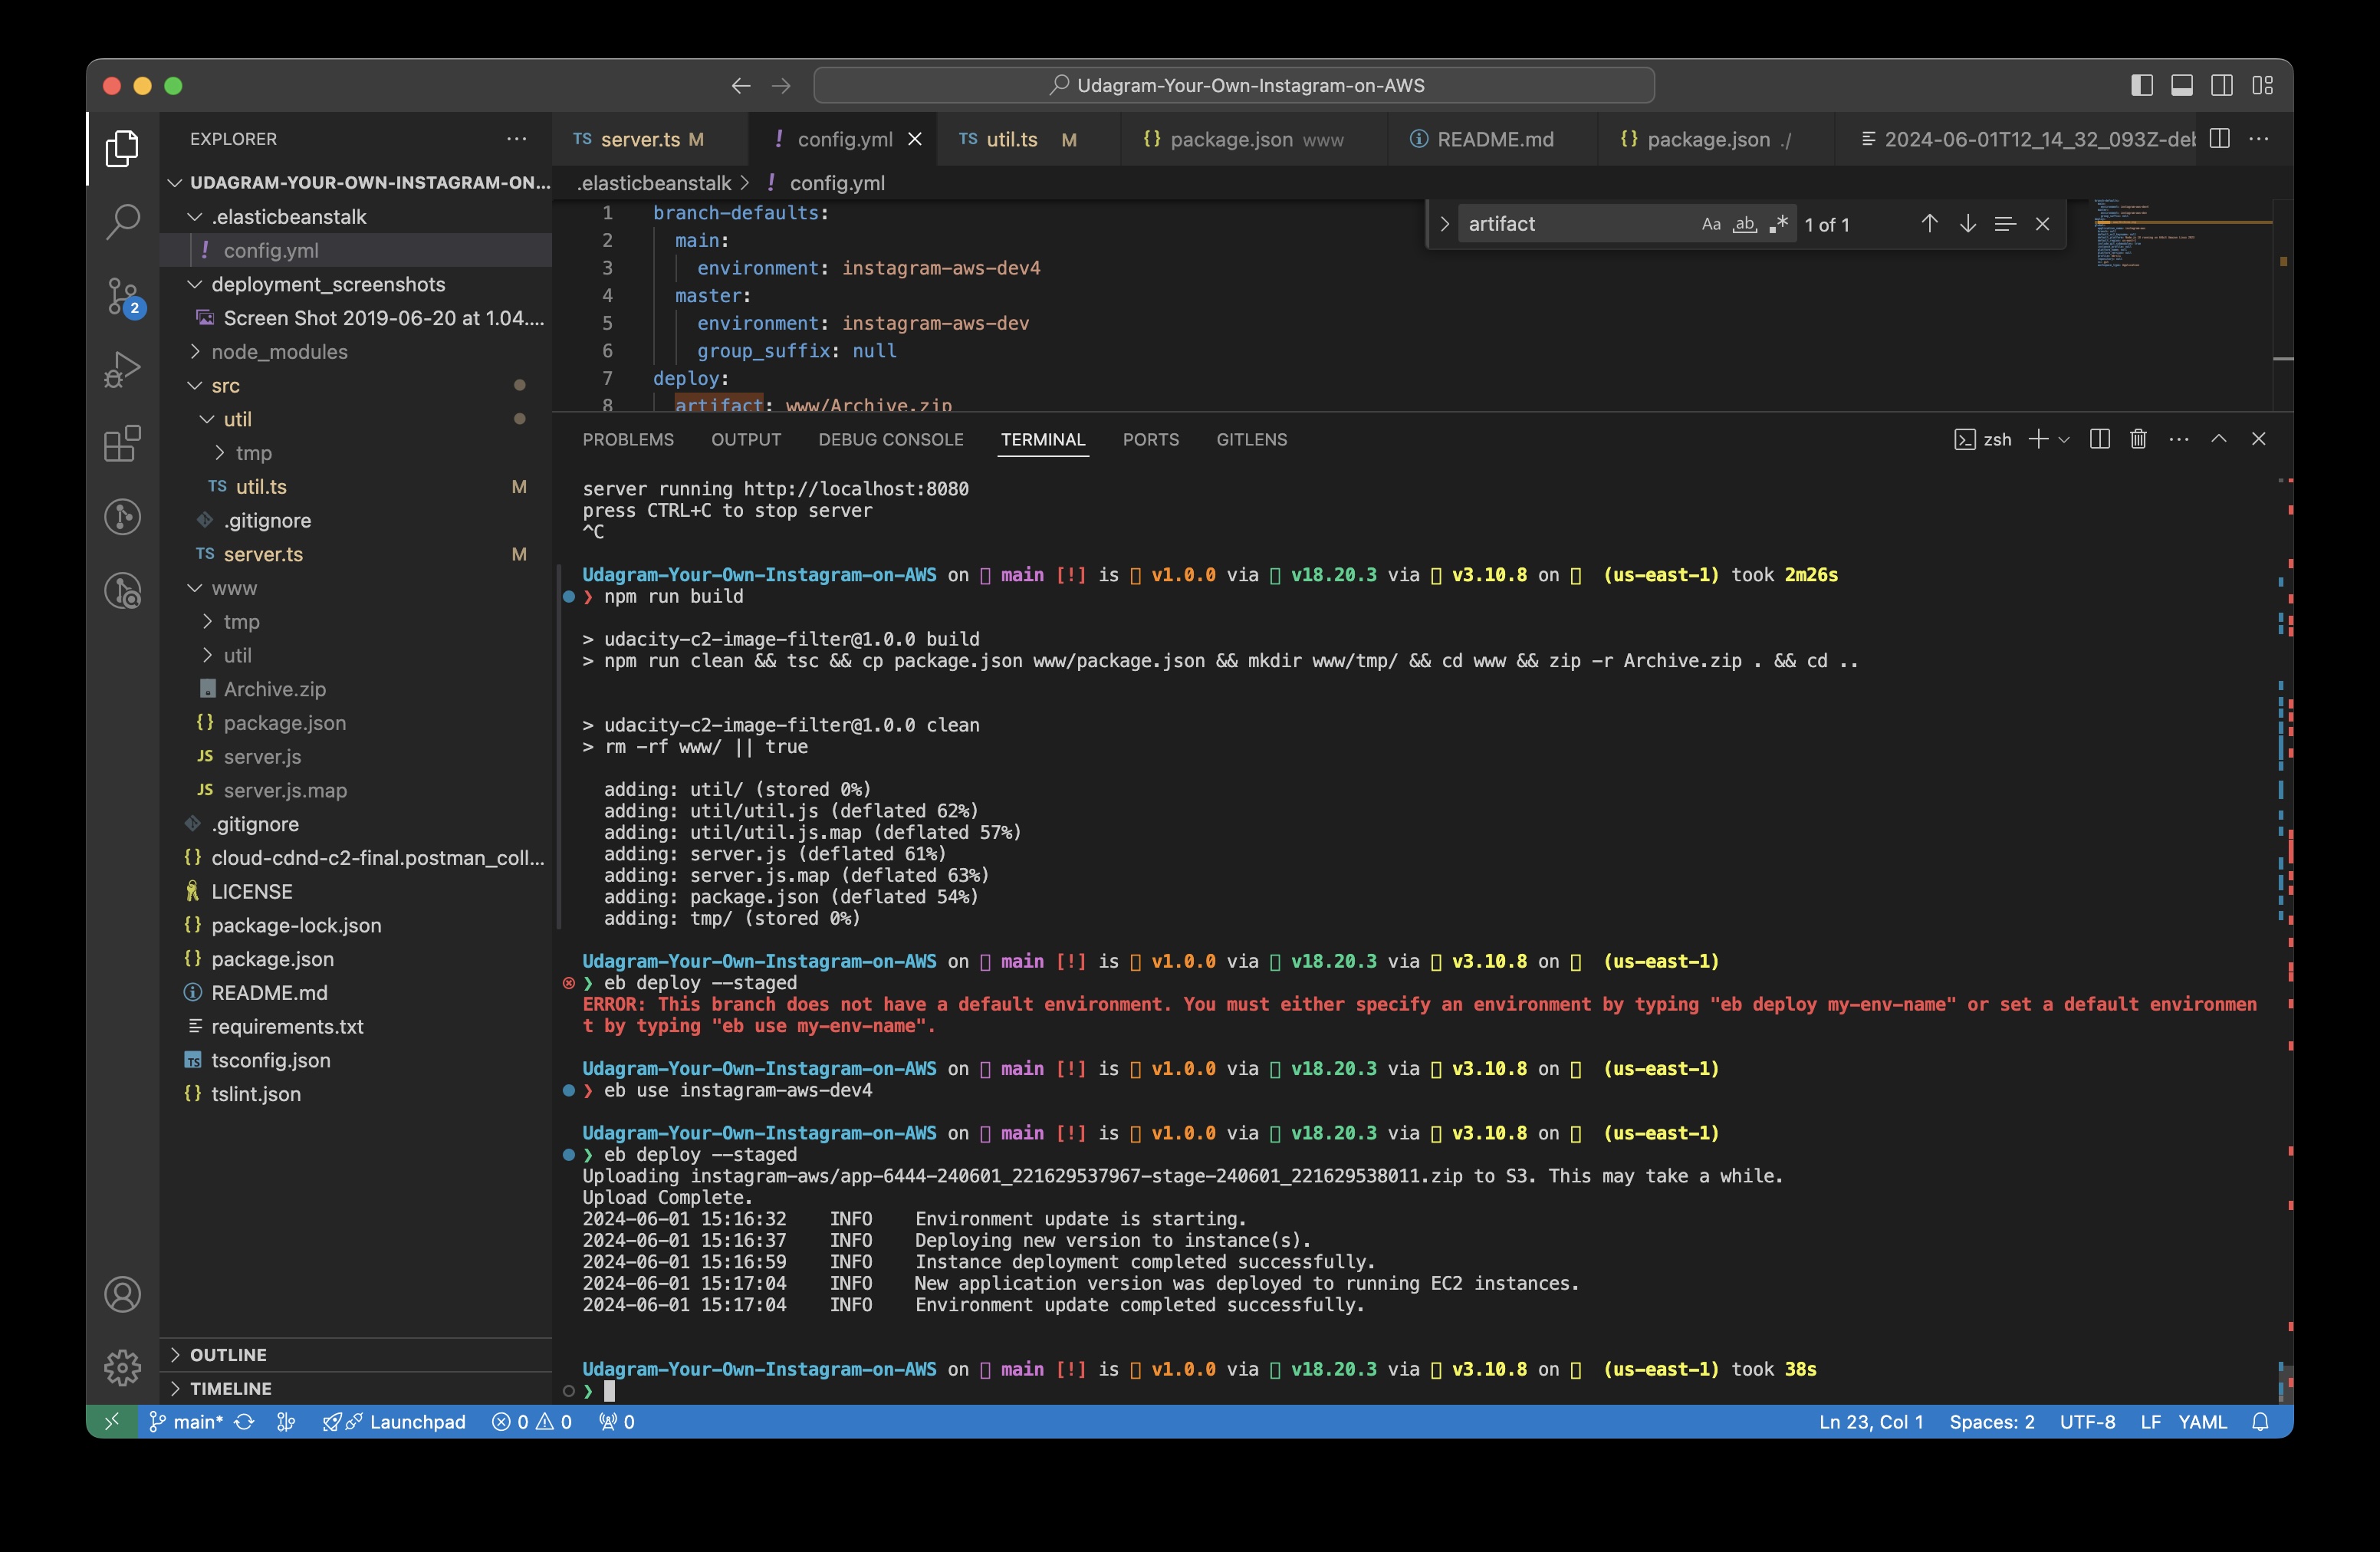 Udagram-Your-Own-Instagram-on-AWS
EXPLORER
UDAGRAM-YOUR-OWN-INSTAGRAM-ON...
.elasticbeanstalk
! config.yml
deployment_screenshots
Screen Shot 2019-06-20 at 1.04....
node_modules
src
util
tmp
TS util.ts M
.gitignore
TS server.ts M
www
tmp
util
Archive.zip
{} package.json
JS server.js
JS server.js.map
.gitignore
{} cloud-cdnd-c2-final.postman_coll...
LICENSE
{} package-lock.json
{} package.json
README.md
requirements.txt
TS tsconfig.json
{} tslint.json
OUTLINE
TIMELINE
2
TS server.ts M
! config.yml
TS util.ts M
{} package.json www
README.md
{} package.json ./
2024-06-01T12_14_32_093Z-deb
.elasticbeanstalk > ! config.yml
artifact Aa ab .* 1 of 1
1 branch-defaults:
2 main:
3 environment: instagram-aws-dev4
4 master:
5 environment: instagram-aws-dev
6 group_suffix: null
7 deploy:
8 artifact: www/Archive.zip
PROBLEMS OUTPUT DEBUG CONSOLE TERMINAL PORTS GITLENS
zsh
server running http://localhost:8080
press CTRL+C to stop server
^C
Udagram-Your-Own-Instagram-on-AWS on main [!] is v1.0.0 via v18.20.3 via v3.10.8 on (us-east-1) took 2m26s
❯ npm run build
> udacity-c2-image-filter@1.0.0 build
> npm run clean && tsc && cp package.json www/package.json && mkdir www/tmp/ && cd www && zip -r Archive.zip . && cd ..
> udacity-c2-image-filter@1.0.0 clean
> rm -rf www/ || true
adding: util/ (stored 0%)
adding: util/util.js (deflated 62%)
adding: util/util.js.map (deflated 57%)
adding: server.js (deflated 61%)
adding: server.js.map (deflated 63%)
adding: package.json (deflated 54%)
adding: tmp/ (stored 0%)
Udagram-Your-Own-Instagram-on-AWS on main [!] is v1.0.0 via v18.20.3 via v3.10.8 on (us-east-1)
❯ eb deploy --staged
ERROR: This branch does not have a default environment. You must either specify an environment by typing "eb deploy my-env-name" or set a default environmen
t by typing "eb use my-env-name".
Udagram-Your-Own-Instagram-on-AWS on main [!] is v1.0.0 via v18.20.3 via v3.10.8 on (us-east-1)
❯ eb use instagram-aws-dev4
Udagram-Your-Own-Instagram-on-AWS on main [!] is v1.0.0 via v18.20.3 via v3.10.8 on (us-east-1)
❯ eb deploy --staged
Uploading instagram-aws/app-6444-240601_221629537967-stage-240601_221629538011.zip to S3. This may take a while.
Upload Complete.
2024-06-01 15:16:32 INFO Environment update is starting.
2024-06-01 15:16:37 INFO Deploying new version to instance(s).
2024-06-01 15:16:59 INFO Instance deployment completed successfully.
2024-06-01 15:17:04 INFO New application version was deployed to running EC2 instances.
2024-06-01 15:17:04 INFO Environment update completed successfully.
Udagram-Your-Own-Instagram-on-AWS on main [!] is v1.0.0 via v18.20.3 via v3.10.8 on (us-east-1) took 38s
❯
main* Launchpad 0 0 0 Ln 23, Col 1 Spaces: 2 UTF-8 LF YAML